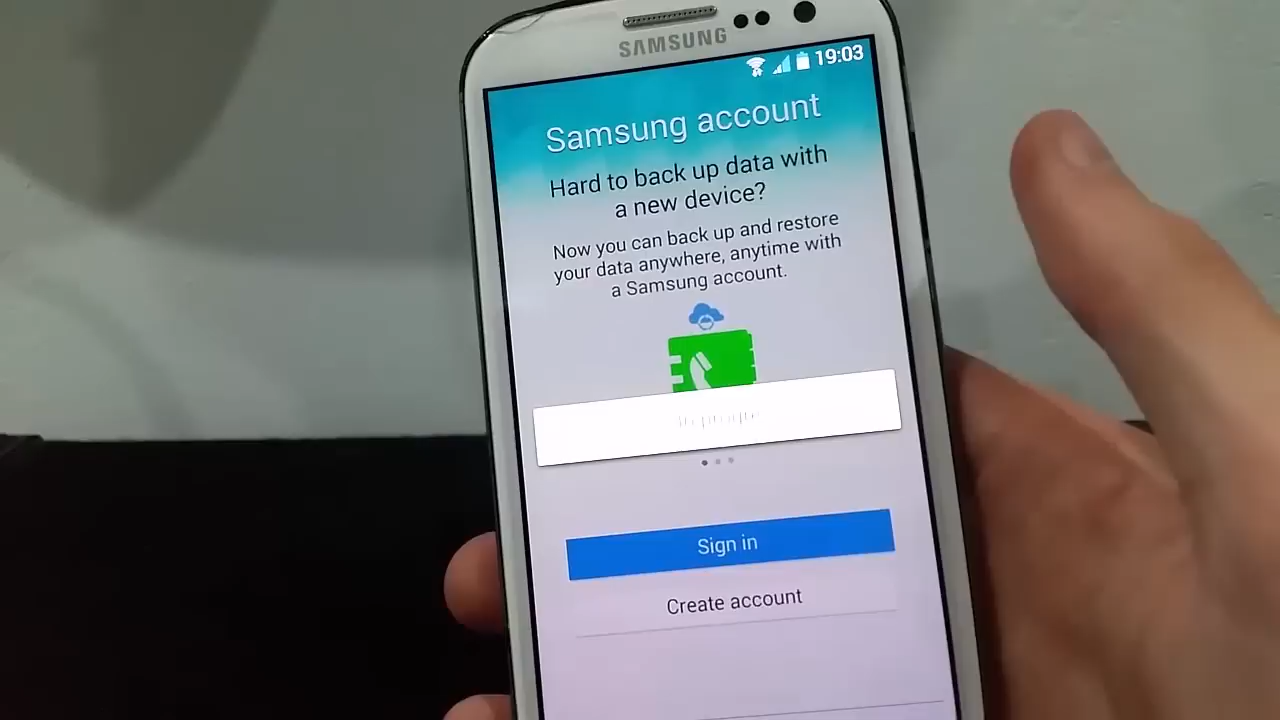 SAMSUNG
19:03
Samsung account
Hard to back up data with
a new device?
Now you can back up and restore
your data anywhere, anytime with
a Samsung account.
Sign in
Create account